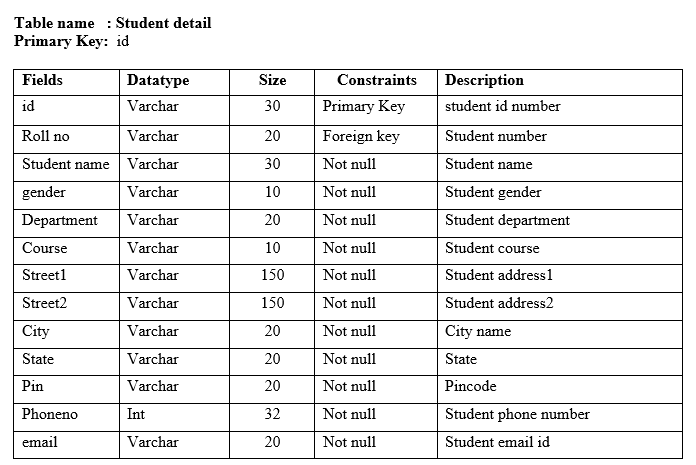 Table name : Student detail
Primary Key: id
Fields Datatype Size Constraints Description
id Varchar 30 Primary Key student id number
Roll no Varchar 20 Foreign key Student number
Student name Varchar 30 Not null Student name
gender Varchar 10 Not null Student gender
Department Varchar 20 Not null Student department
Course Varchar 10 Not null Student course
Street1 Varchar 150 Not null Student address1
Street2 Varchar 150 Not null Student address2
City Varchar 20 Not null City name
State Varchar 20 Not null State
Pin Varchar 20 Not null Pincode
Phoneno Int 32 Not null Student phone number
email Varchar 20 Not null Student email id